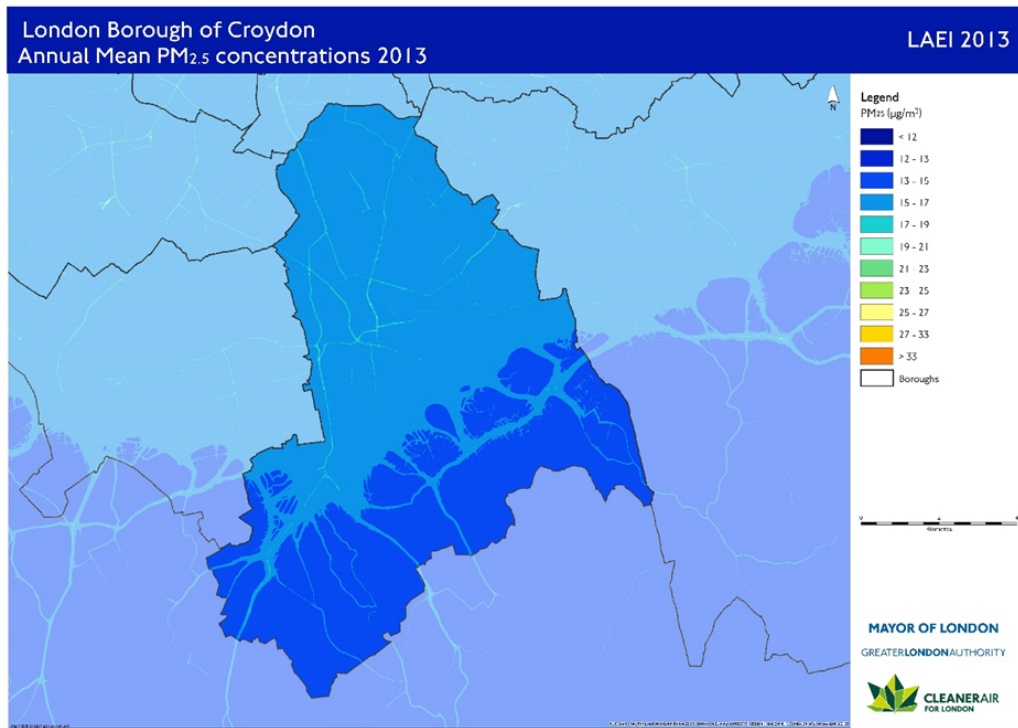 London Borough of Croydon
Annual Mean PM2.5 concentrations 2013
LAEI 2013
N
Legend
PM25 (µg/m³)
< 12
12 - 13
13 - 15
15 - 17
17 - 19
19 - 21
21 - 23
23 - 25
25 - 27
27 - 33
> 33
Boroughs
MAYOR OF LONDON
GREATERLONDONAUTHORITY
CLEANERAIR
FOR LONDON